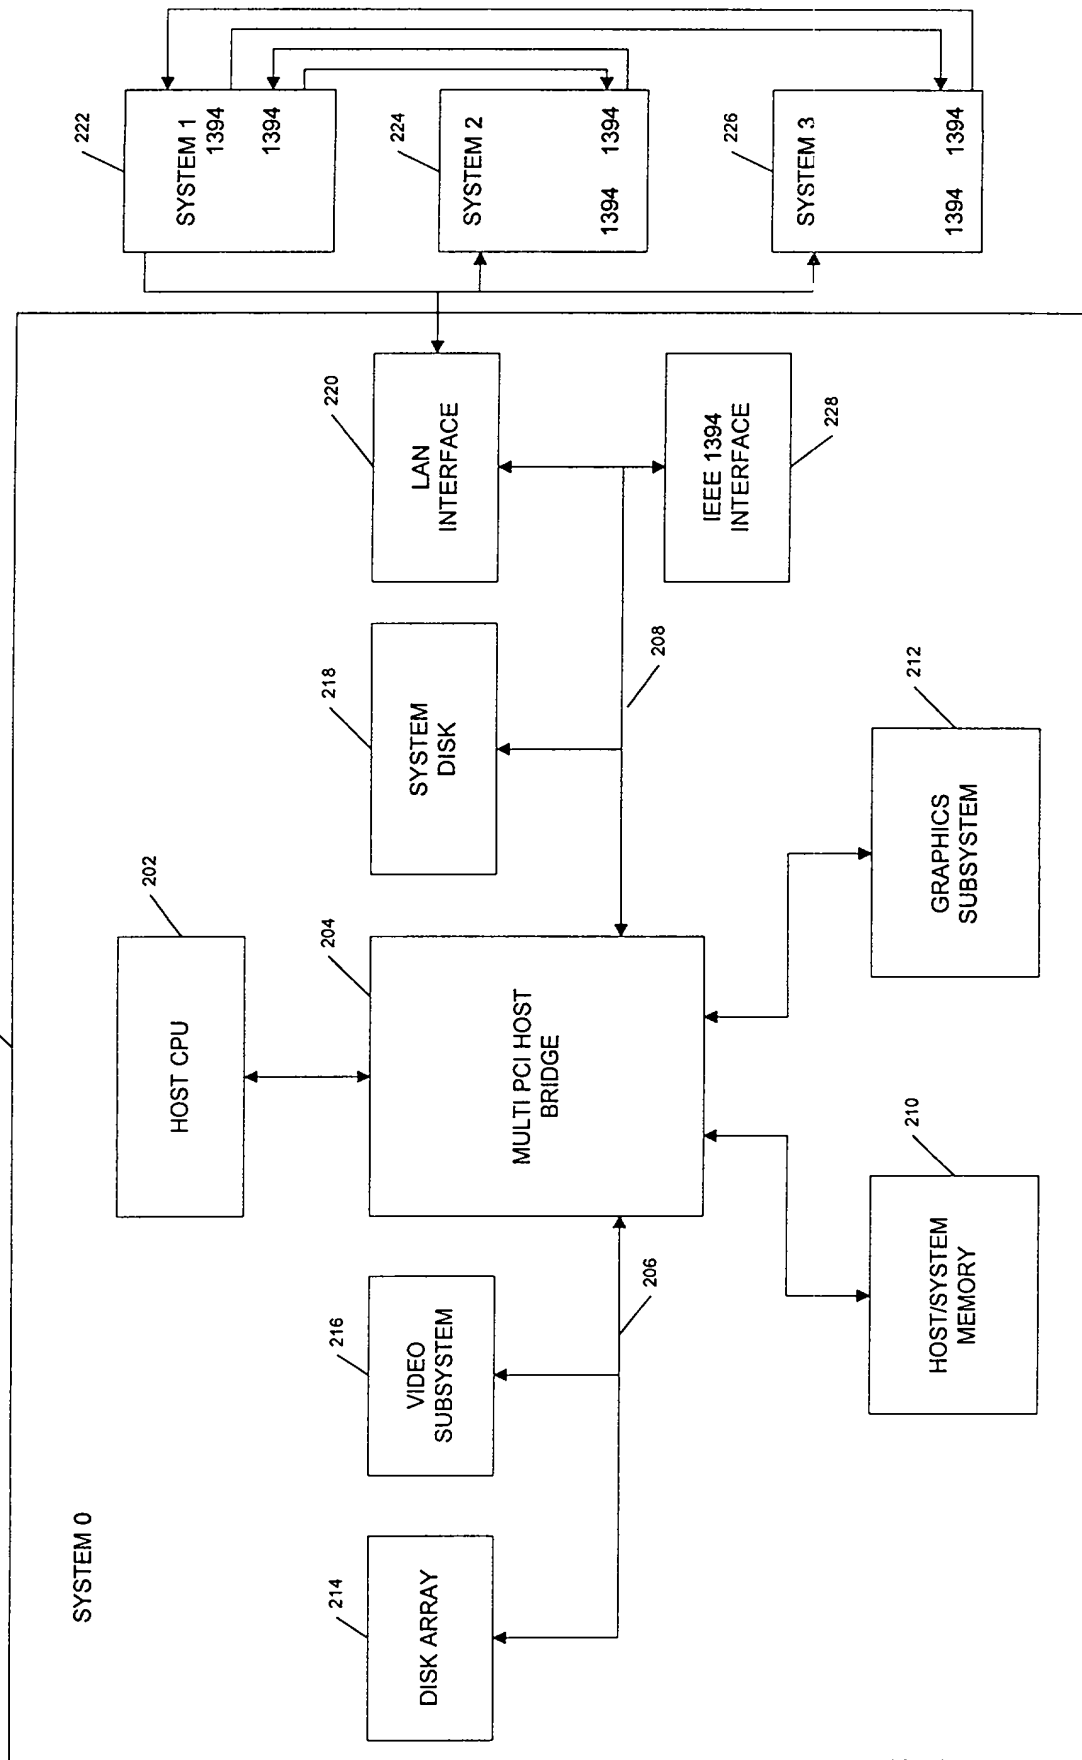 SYSTEM 0
DISK ARRAY
214
VIDEO
SUBSYSTEM
216
206
HOST CPU
202
MULTI PCI HOST
BRIDGE
204
HOST/SYSTEM
MEMORY
210
GRAPHICS
SUBSYSTEM
212
SYSTEM
DISK
218
208
LAN
INTERFACE
220
IEEE 1394
INTERFACE
228
SYSTEM 1
1394
1394
222
SYSTEM 2
1394 1394
224
SYSTEM 3
1394 1394
226